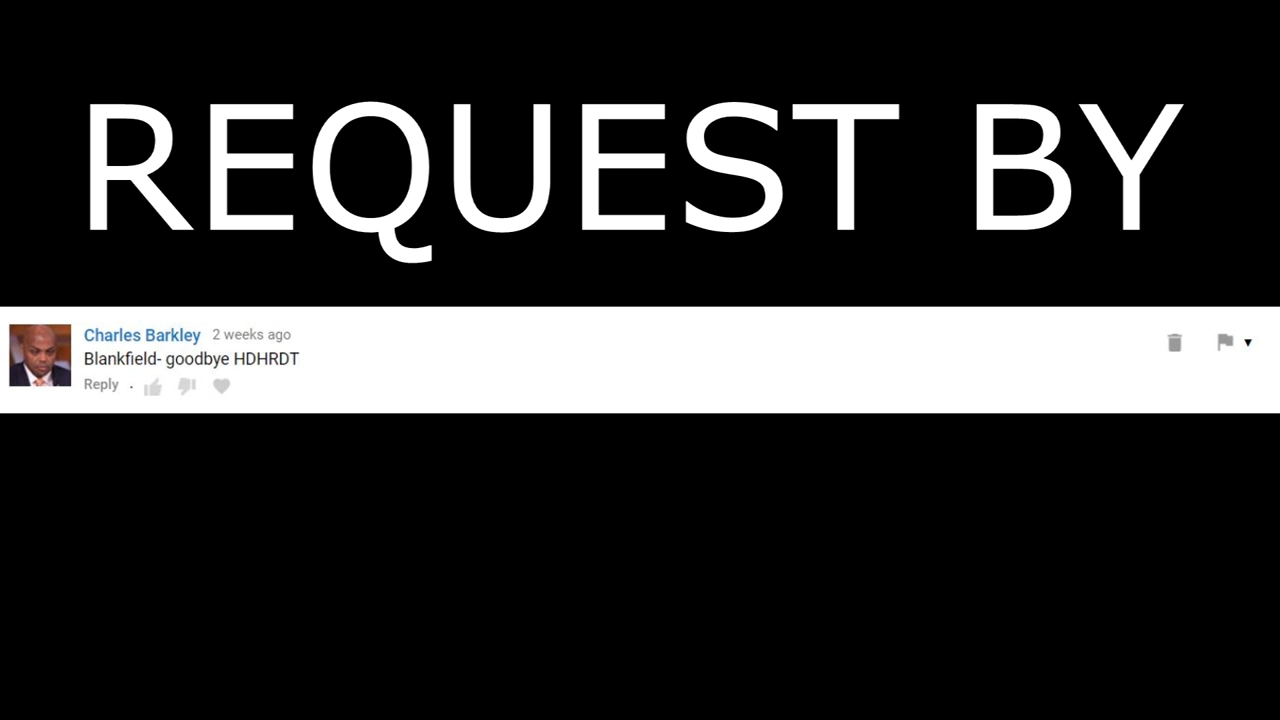 REQUEST BY
Charles Barkley 2 weeks ago
Blankfield- goodbye HDHRDT
Reply .